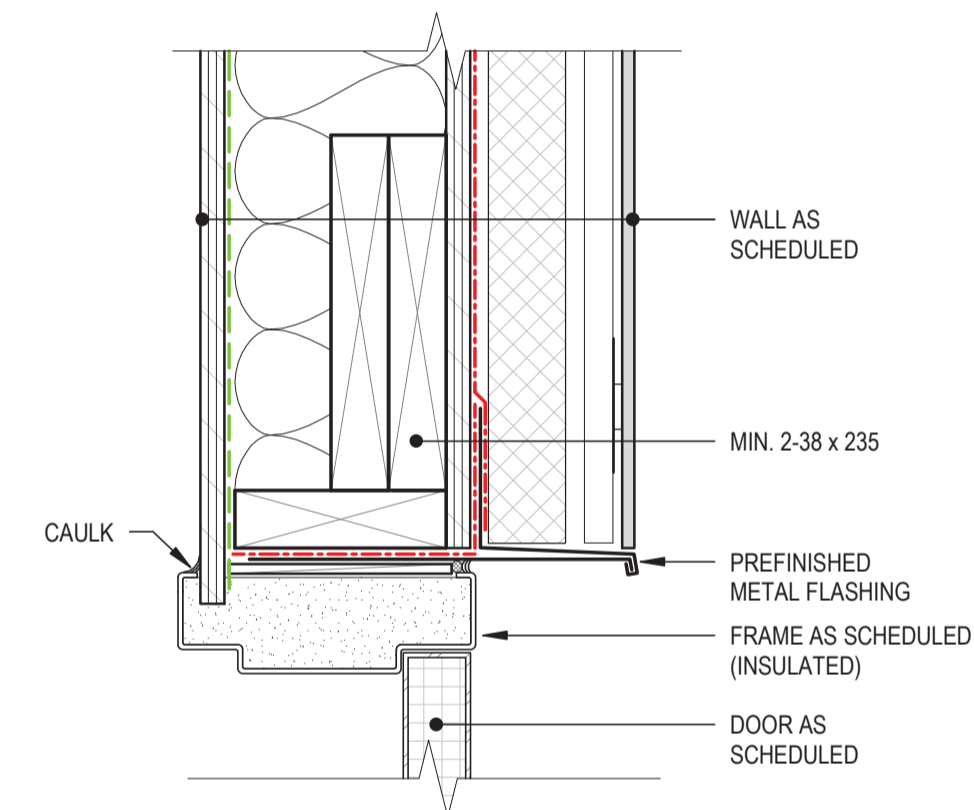 WALL AS
SCHEDULED
MIN. 2-38 x 235
CAULK
PREFINISHED
METAL FLASHING
FRAME AS SCHEDULED
(INSULATED)
DOOR AS
SCHEDULED